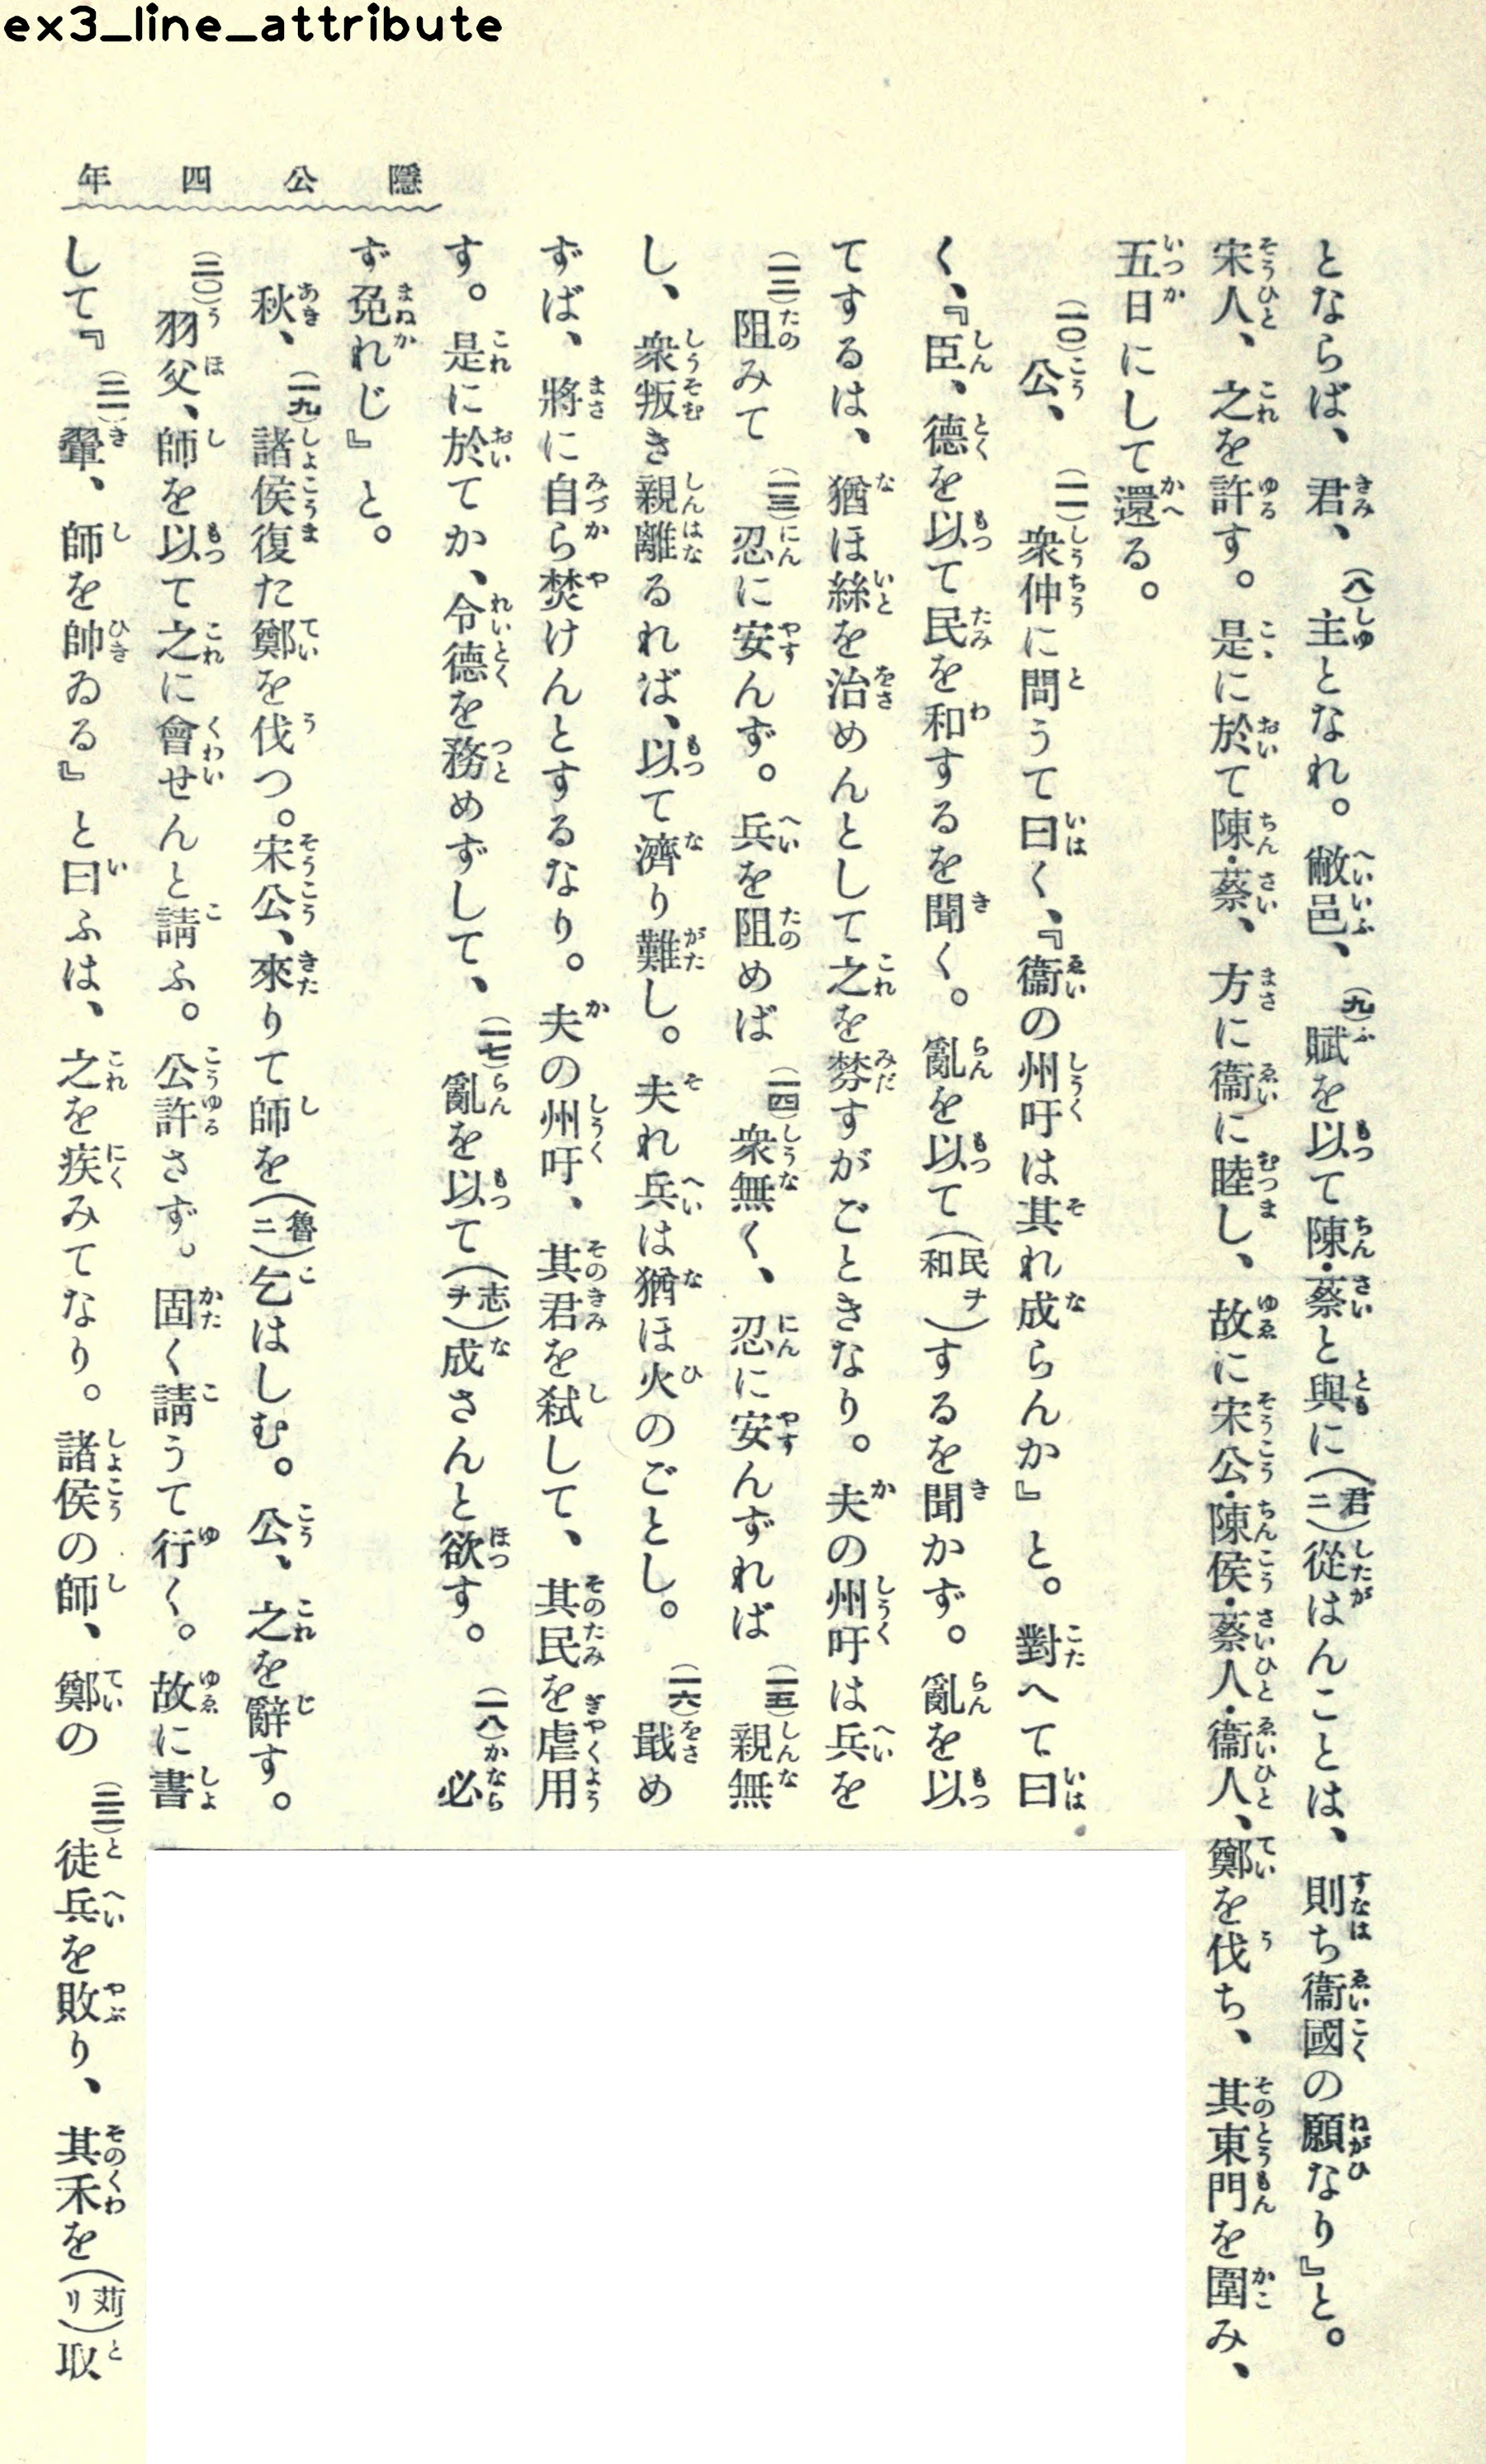 ex3_line_attribute
隱公四年
とならば、君、(八)主となれ。敝邑、(九)賦を以て陳・蔡と與に(君ニ)從はんことは、則ち衞國の願なり』と。
宋人、之を許す。是に於て陳・蔡、方に衞に睦し、故に宋公・陳侯・蔡人・衞人、鄭を伐ち、其東門を圍み、
五日にして還る。
(一〇)公、(一一)衆仲に問うて曰く、『衞の州吁は其れ成らんか』と。對へて曰
く、『臣、德を以て民を和するを聞く。亂を以て(民ヲ和)するを聞かず。亂を以
てするは、猶ほ絲を治めんとして之を棼すがごときなり。夫の州吁は兵を
(一二)阻みて(一三)忍に安んず。兵を阻めば(一四)衆無く、忍に安んずれば(一五)親無
し、衆叛き親離るれば、以て濟り難し。夫れ兵は猶ほ火のごとし。(一六)戢め
ずば、將に自ら焚けんとするなり。夫の州吁、其君を弑して、其民を虐用
す。是に於てか、令德を務めずして、(一七)亂を以て(志ヲ)成さんと欲す。(一八)必
ず免れじ』と。
秋、(一九)諸侯復た鄭を伐つ。宋公、來りて師を(魯ニ)乞はしむ。公、之を辭す。
(二〇)羽父、師を以て之に會せんと請ふ。公許さず。固く請うて行く。故に書
して『(二一)翬、師を帥ゐる』と曰ふは、之を疾みてなり。諸侯の師、鄭の(二二)徒兵を敗り、其禾を(苅リ)取